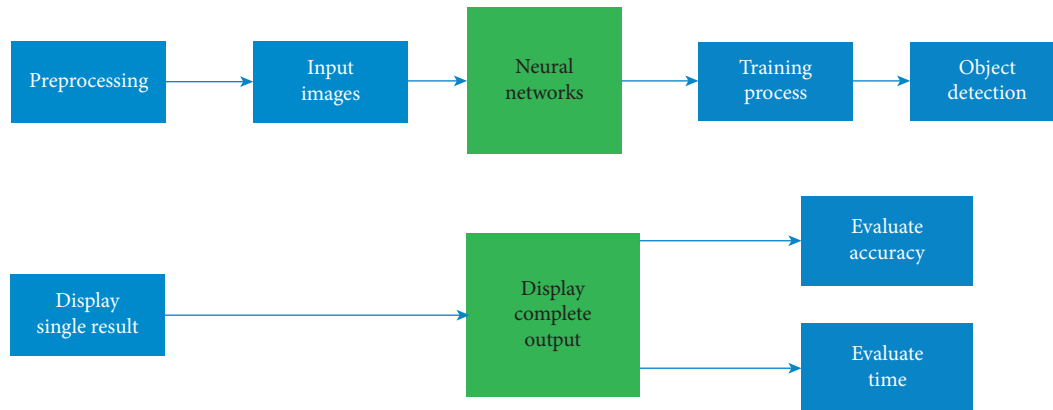 Preprocessing
Input
images
Neural
networks
Training
process
Object
detection
Display
single result
Display
complete
output
Evaluate
accuracy
Evaluate
time